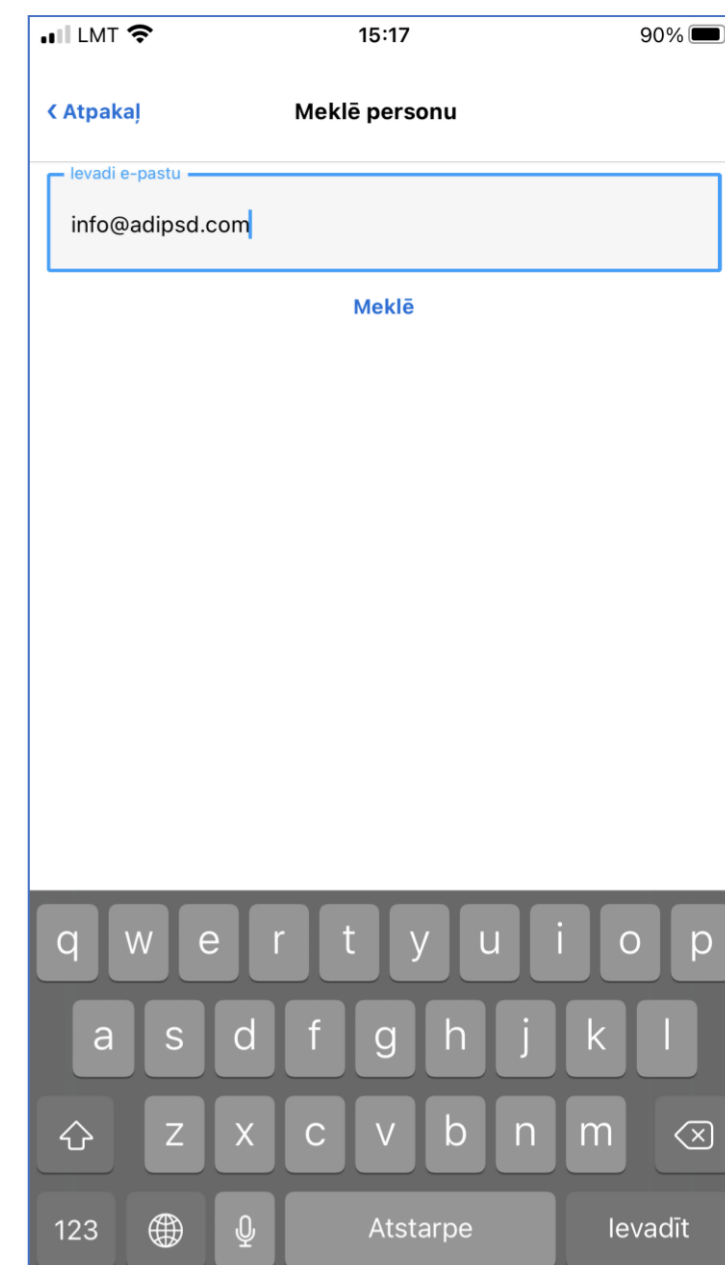 LMT 15:17 90%
Atpakaļ Meklē personu
Ievadi e-pastu
info@adipsd.com
Meklē
q w e r t y u i o p
a s d f g h j k l
z x c v b n m
123 Atstarpe Ievadīt